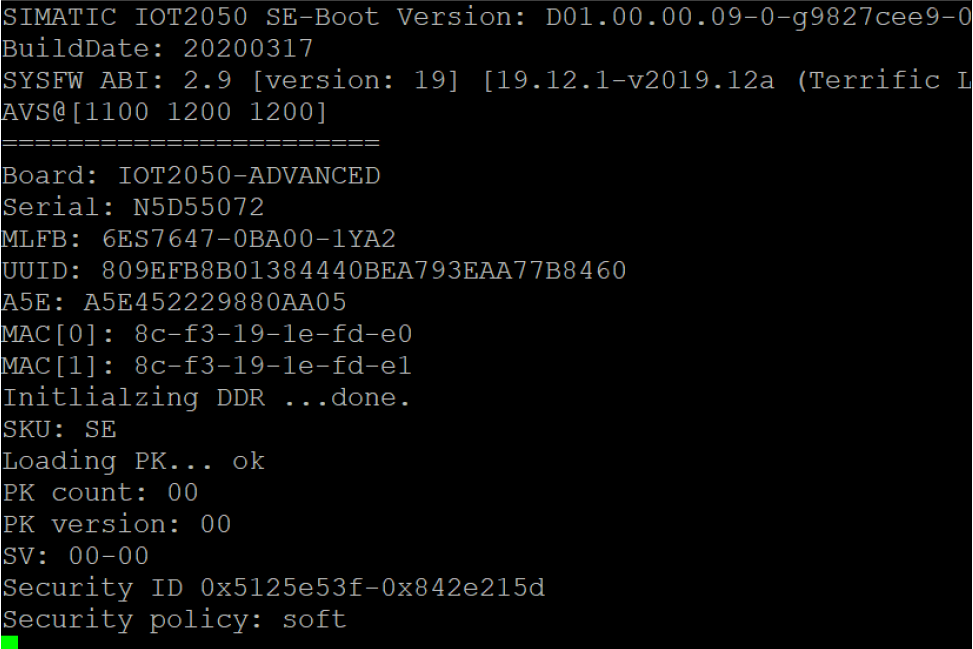 SIMATIC IOT2050 SE-Boot Version: D01.00.00.09-0-g9827cee9-0
BuildDate: 20200317
SYSFW ABI: 2.9 [version: 19] [19.12.1-v2019.12a (Terrific L
AVS@[1100 1200 1200]
=======================
Board: IOT2050-ADVANCED
Serial: N5D55072
MLFB: 6ES7647-0BA00-1YA2
UUID: 809EFB8B01384440BEA793EAA77B8460
A5E: A5E452229880AA05
MAC[0]: 8c-f3-19-1e-fd-e0
MAC[1]: 8c-f3-19-1e-fd-e1
Initlialzing DDR ...done.
SKU: SE
Loading PK... ok
PK count: 00
PK version: 00
SV: 00-00
Security ID 0x5125e53f-0x842e215d
Security policy: soft